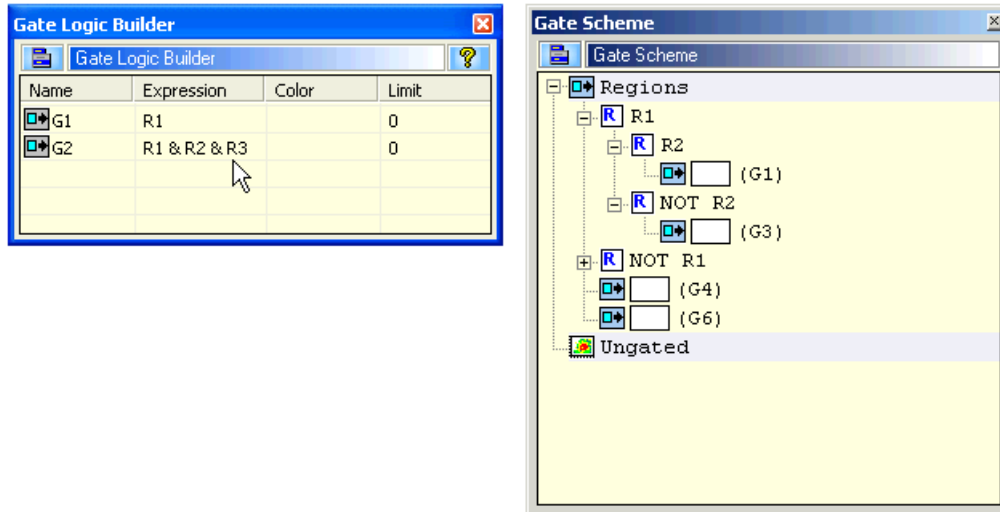 Gate Logic Builder
Gate Logic Builder
Name Expression Color Limit
G1 R1 0
G2 R1 & R2 & R3 0
Gate Scheme
Gate Scheme
Regions
R R1
R R2
(G1)
R NOT R2
(G3)
R NOT R1
(G4)
(G6)
Ungated